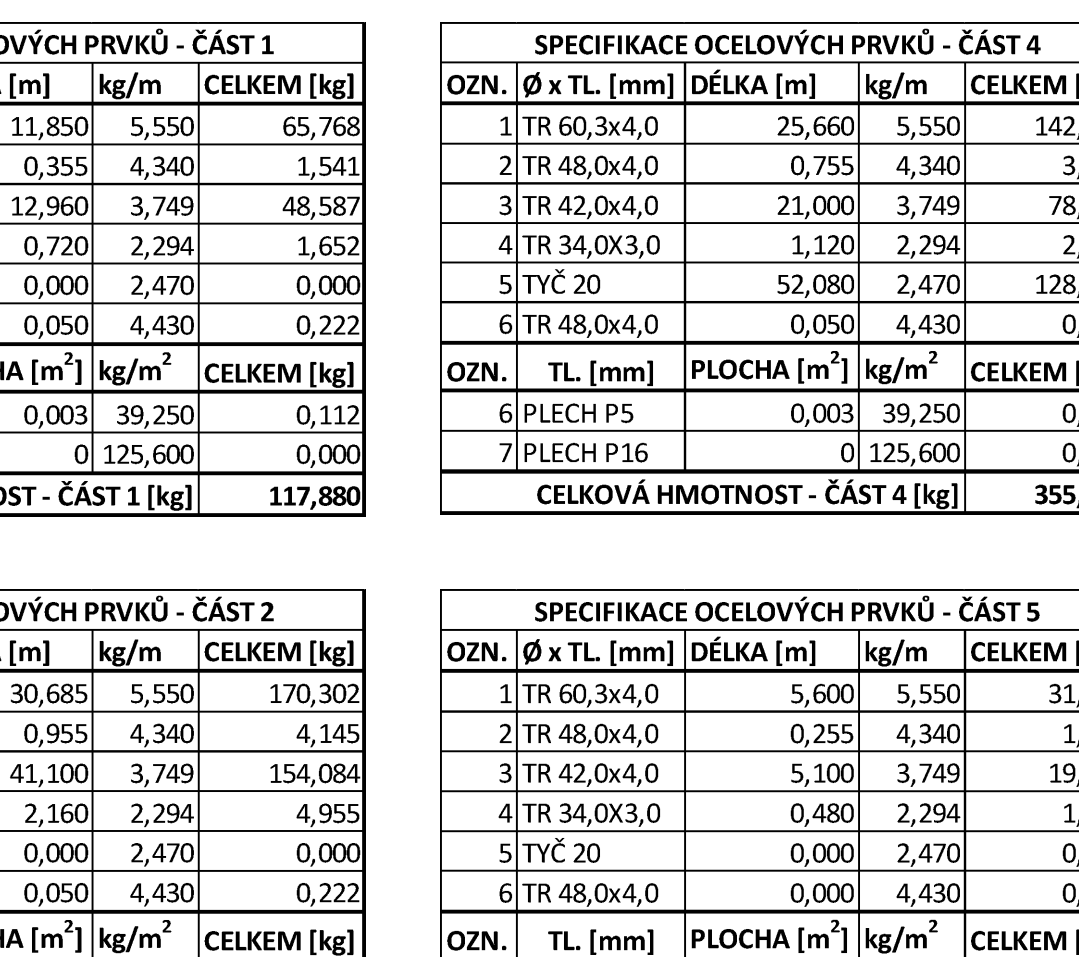 OVÝCH PRVKŮ - ČÁST 1
[m] kg/m CELKEM [kg]
11,850 5,550 65,768
0,355 4,340 1,541
12,960 3,749 48,587
0,720 2,294 1,652
0,000 2,470 0,000
0,050 4,430 0,222
HA [m²] kg/m² CELKEM [kg]
0,003 39,250 0,112
0 125,600 0,000
OST - ČÁST 1 [kg] 117,880
SPECIFIKACE OCELOVÝCH PRVKŮ - ČÁST 4
OZN. Ø x TL. [mm] DÉLKA [m] kg/m CELKEM [
1 TR 60,3x4,0 25,660 5,550 142,
2 TR 48,0x4,0 0,755 4,340 3,
3 TR 42,0x4,0 21,000 3,749 78,
4 TR 34,0X3,0 1,120 2,294 2,
5 TYČ 20 52,080 2,470 128,
6 TR 48,0x4,0 0,050 4,430 0,
OZN. TL. [mm] PLOCHA [m²] kg/m² CELKEM [
6 PLECH P5 0,003 39,250 0,
7 PLECH P16 0 125,600 0,
CELKOVÁ HMOTNOST - ČÁST 4 [kg] 355,
OVÝCH PRVKŮ - ČÁST 2
[m] kg/m CELKEM [kg]
30,685 5,550 170,302
0,955 4,340 4,145
41,100 3,749 154,084
2,160 2,294 4,955
0,000 2,470 0,000
0,050 4,430 0,222
HA [m²] kg/m² CELKEM [kg]
SPECIFIKACE OCELOVÝCH PRVKŮ - ČÁST 5
OZN. Ø x TL. [mm] DÉLKA [m] kg/m CELKEM [
1 TR 60,3x4,0 5,600 5,550 31,
2 TR 48,0x4,0 0,255 4,340 1,
3 TR 42,0x4,0 5,100 3,749 19,
4 TR 34,0X3,0 0,480 2,294 1,
5 TYČ 20 0,000 2,470 0,
6 TR 48,0x4,0 0,000 4,430 0,
OZN. TL. [mm] PLOCHA [m²] kg/m² CELKEM [